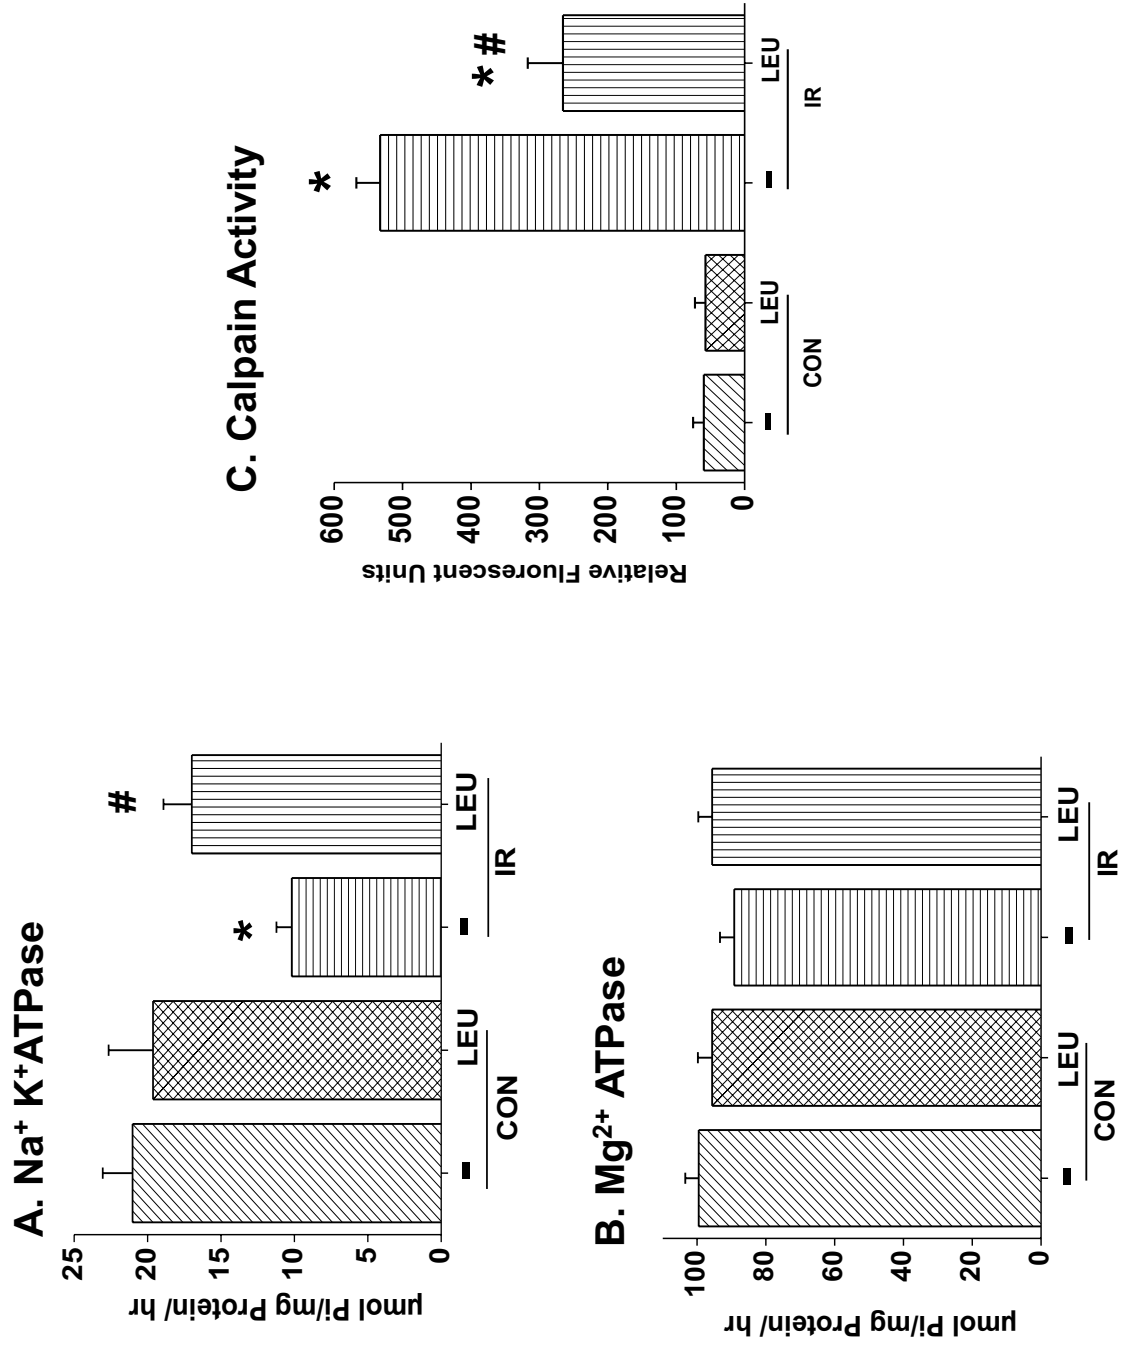 A. Na⁺ K⁺ATPase
µmol Pi/mg Protein/ hr
25
20
15
10
5
0
*
#
▬ LEU ▬ LEU
CON IR
B. Mg²⁺ ATPase
µmol Pi/mg Protein/ hr
100
80
60
40
20
0
▬ LEU ▬ LEU
CON IR
C. Calpain Activity
Relative Fluorescent Units
600
500
400
300
200
100
0
*
* #
▬ LEU ▬ LEU
CON IR